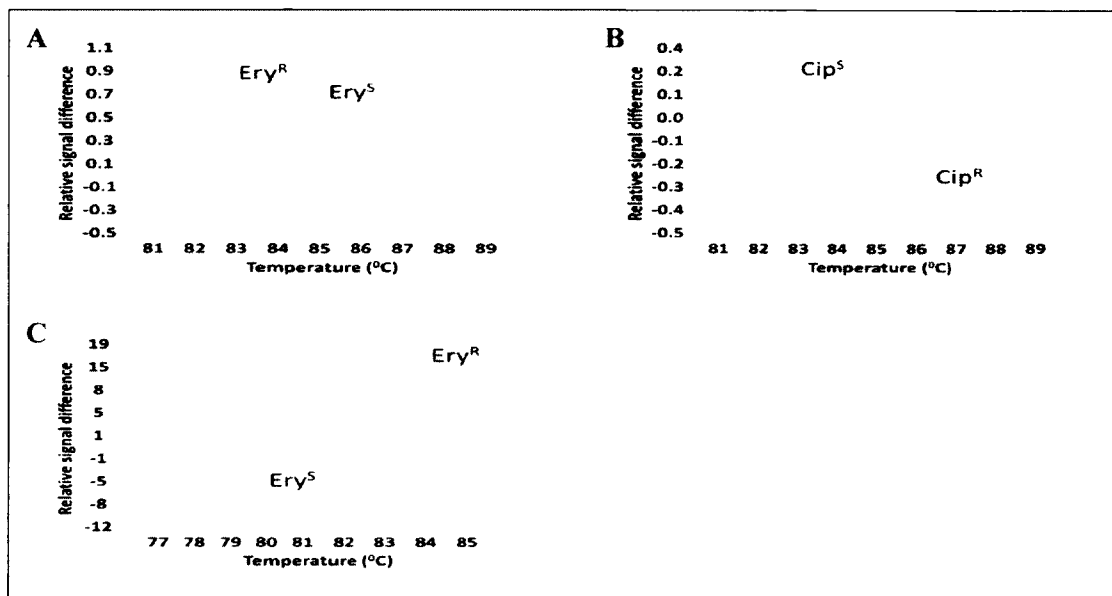 A
Relative signal difference
1.1
0.9
0.7
0.5
0.3
0.1
-0.1
-0.3
-0.5
Ery^R
Ery^S
81 82 83 84 85 86 87 88 89
Temperature (⁰C)
B
Relative signal difference
0.4
0.2
0.1
0.0
-0.1
-0.2
-0.3
-0.4
-0.5
Cip^S
Cip^R
81 82 83 84 85 86 87 88 89
Temperature (⁰C)
C
Relative signal difference
19
15
8
5
1
-1
-5
-8
-12
Ery^R
Ery^S
77 78 79 80 81 82 83 84 85
Temperature (⁰C)